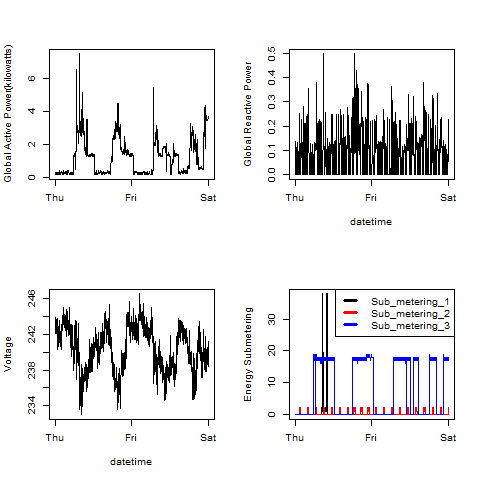 Global Active Power(kilowatts)
0 2 4 6
Thu Fri Sat
Global Reactive Power
0.0 0.1 0.2 0.3 0.4 0.5
Thu Fri Sat
datetime
Voltage
234 238 242 246
Thu Fri Sat
datetime
Energy Submetering
0 10 20 30
Sub_metering_1
Sub_metering_2
Sub_metering_3
Thu Fri Sat